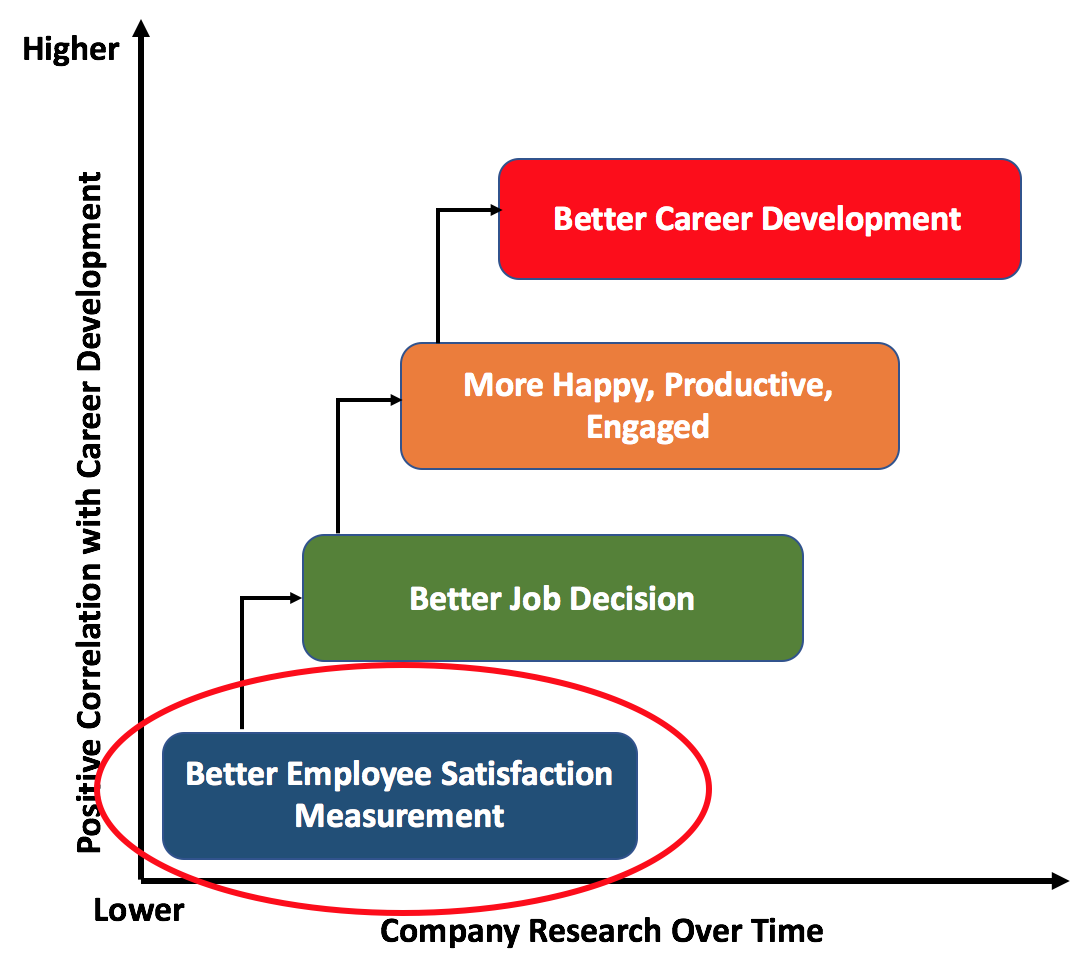 Higher
Better Career Development
More Happy, Productive,
Engaged
Better Job Decision
Better Employee Satisfaction
Measurement
Positive Correlation with Career Development
Lower
Company Research Over Time